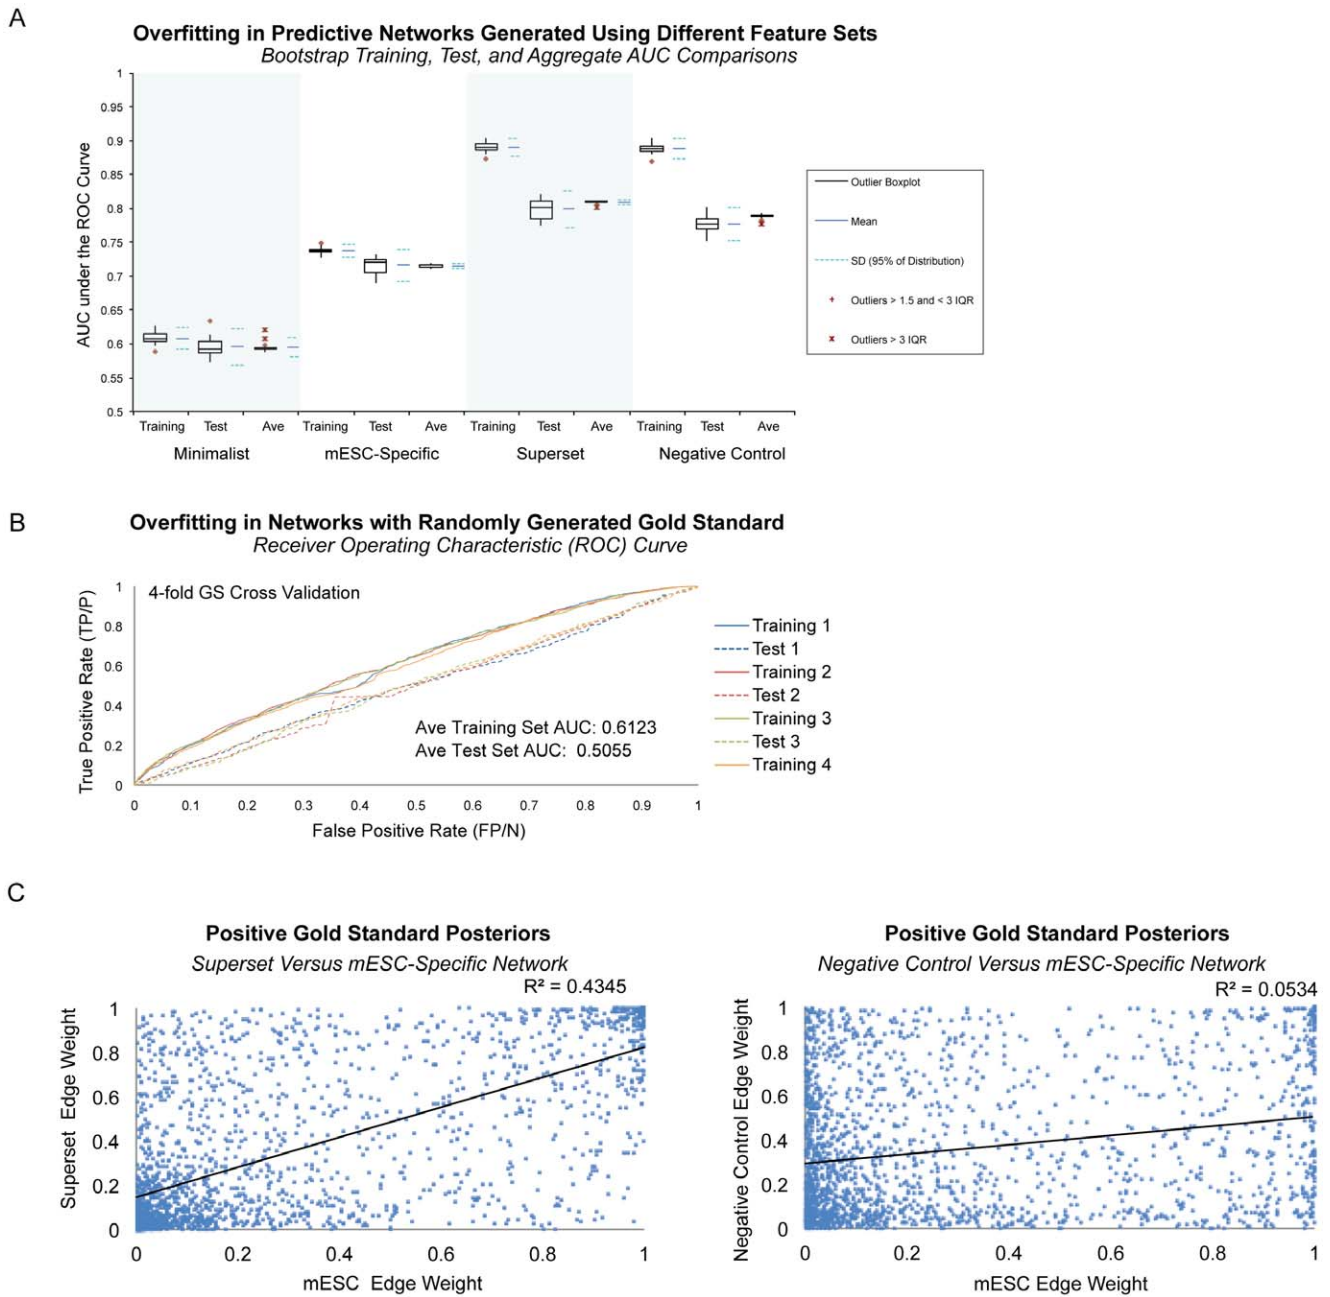 A
Overfitting in Predictive Networks Generated Using Different Feature Sets
Bootstrap Training, Test, and Aggregate AUC Comparisons
AUC under the ROC Curve
1
0.95
0.9
0.85
0.8
0.75
0.7
0.65
0.6
0.55
0.5
Training Test Ave Training Test Ave Training Test Ave Training Test Ave
Minimalist mESC-Specific Superset Negative Control
Outlier Boxplot
Mean
SD (95% of Distribution)
Outliers > 1.5 and < 3 IQR
Outliers > 3 IQR
B
Overfitting in Networks with Randomly Generated Gold Standard
Receiver Operating Characteristic (ROC) Curve
4-fold GS Cross Validation
True Positive Rate (TP/P)
1
0.8
0.6
0.4
0.2
0
Ave Training Set AUC: 0.6123
Ave Test Set AUC: 0.5055
0 0.1 0.2 0.3 0.4 0.5 0.6 0.7 0.8 0.9 1
False Positive Rate (FP/N)
Training 1
Test 1
Training 2
Test 2
Training 3
Test 3
Training 4
C
Positive Gold Standard Posteriors
Superset Versus mESC-Specific Network
R² = 0.4345
Superset Edge Weight
1
0.8
0.6
0.4
0.2
0
0 0.2 0.4 0.6 0.8 1
mESC Edge Weight
Positive Gold Standard Posteriors
Negative Control Versus mESC-Specific Network
R² = 0.0534
Negative Control Edge Weight
1
0.8
0.6
0.4
0.2
0
0 0.2 0.4 0.6 0.8 1
mESC Edge Weight